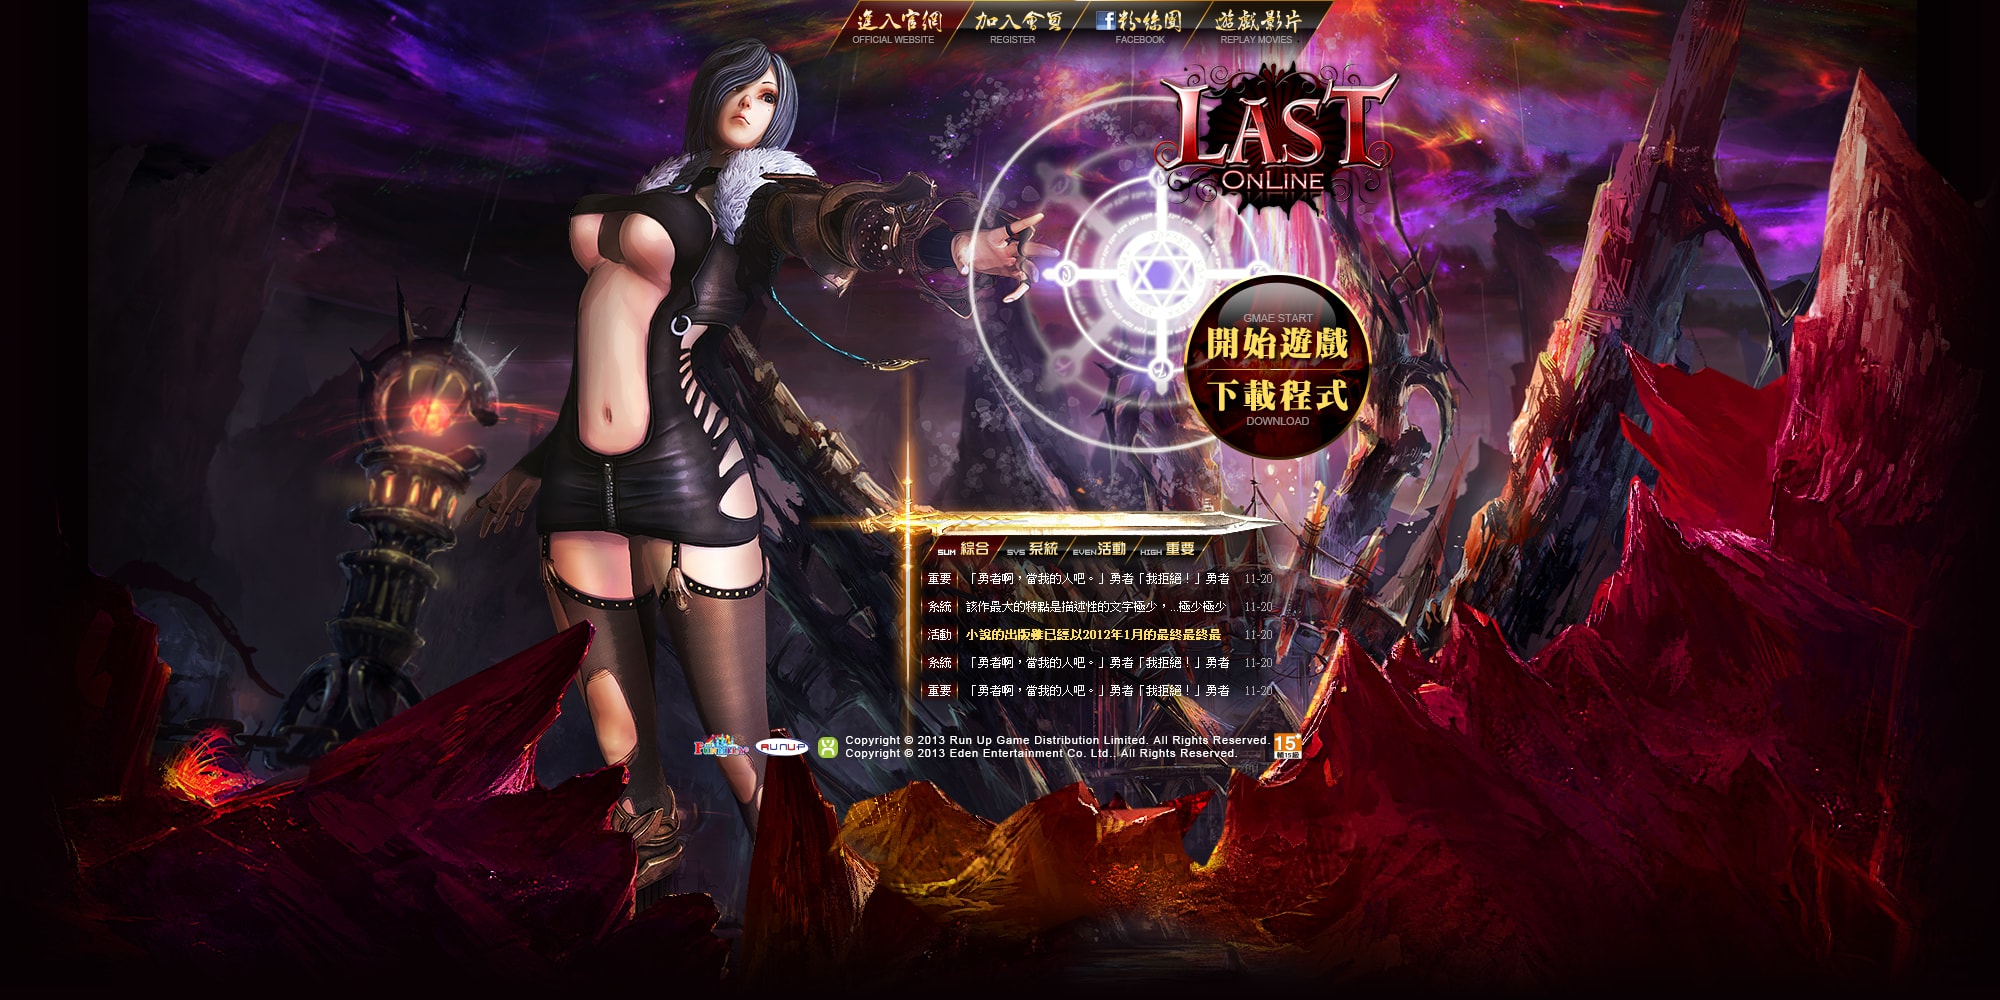 進入官網 加入會員 粉絲團 遊戲影片
OFFICIAL WEBSITE REGISTER FACEBOOK REPLAY MOVIES
LAST
ONLINE
GMAE START
開始遊戲
下載程式
DOWNLOAD
SUM 綜合 SYS 系統 EVEN 活動 HIGH 重要
重要 「勇者啊，當我的人吧。」勇者「我拒絕！」勇者 11-20
系統 該作最大的特點是描述性的文字極少，...極少極少 11-20
活動 小說的出版雖已經以2012年1月的最終最終最 11-20
系統 「勇者啊，當我的人吧。」勇者「我拒絕！」勇者 11-20
重要 「勇者啊，當我的人吧。」勇者「我拒絕！」勇者 11-20
RUNUP
Copyright © 2013 Run Up Game Distribution Limited. All Rights Reserved.
Copyright © 2013 Eden Entertainment Co. Ltd.. All Rights Reserved.
15+
輔15級